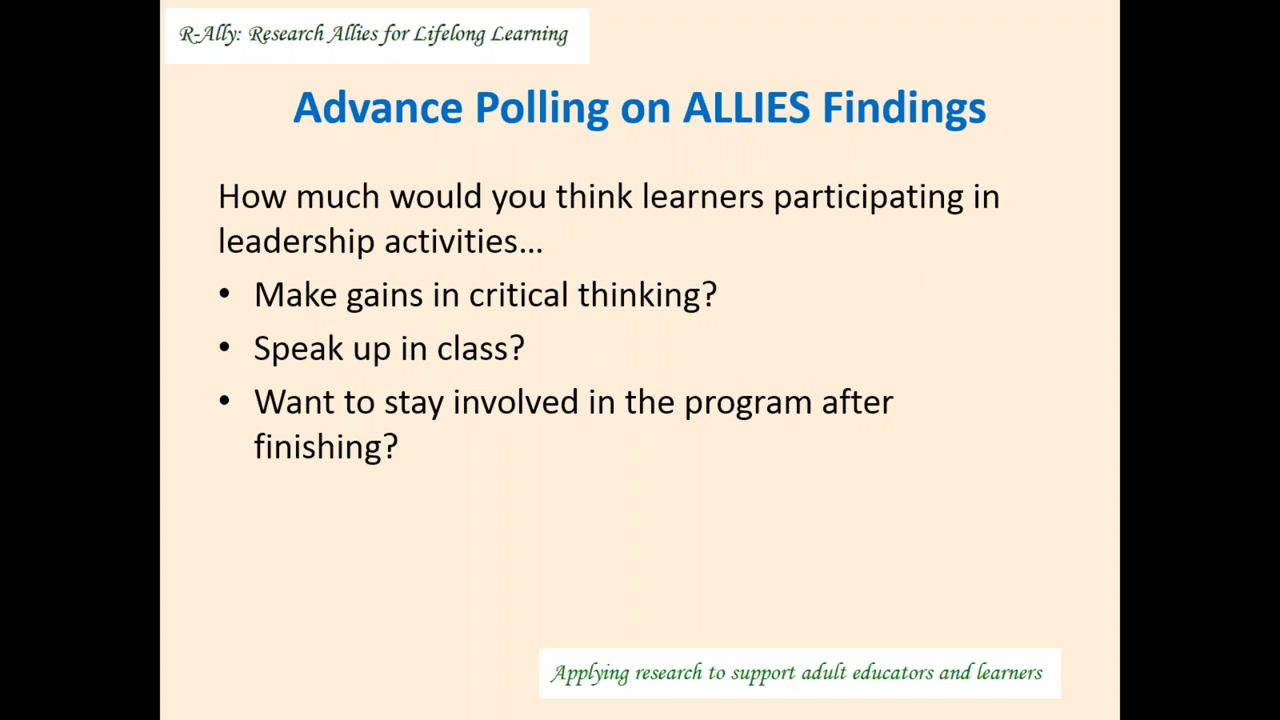 R-Ally: Research Allies for Lifelong Learning
Advance Polling on ALLIES Findings
How much would you think learners participating in
leadership activities...
• Make gains in critical thinking?
• Speak up in class?
• Want to stay involved in the program after
finishing?
Applying research to support adult educators and learners